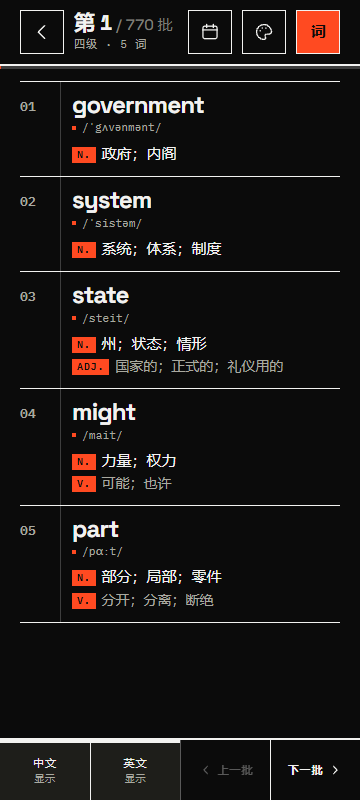 第 1 / 770 批
四级 · 5 词
词
01
government
/ˈgʌvənmənt/
N. 政府; 内阁
02
system
/ˈsistəm/
N. 系统; 体系; 制度
03
state
/steit/
N. 州; 状态; 情形
ADJ. 国家的; 正式的; 礼仪用的
04
might
/mait/
N. 力量; 权力
V. 可能; 也许
05
part
/pɑːt/
N. 部分; 局部; 零件
V. 分开; 分离; 断绝
中文
显示
英文
显示
上一批
下一批